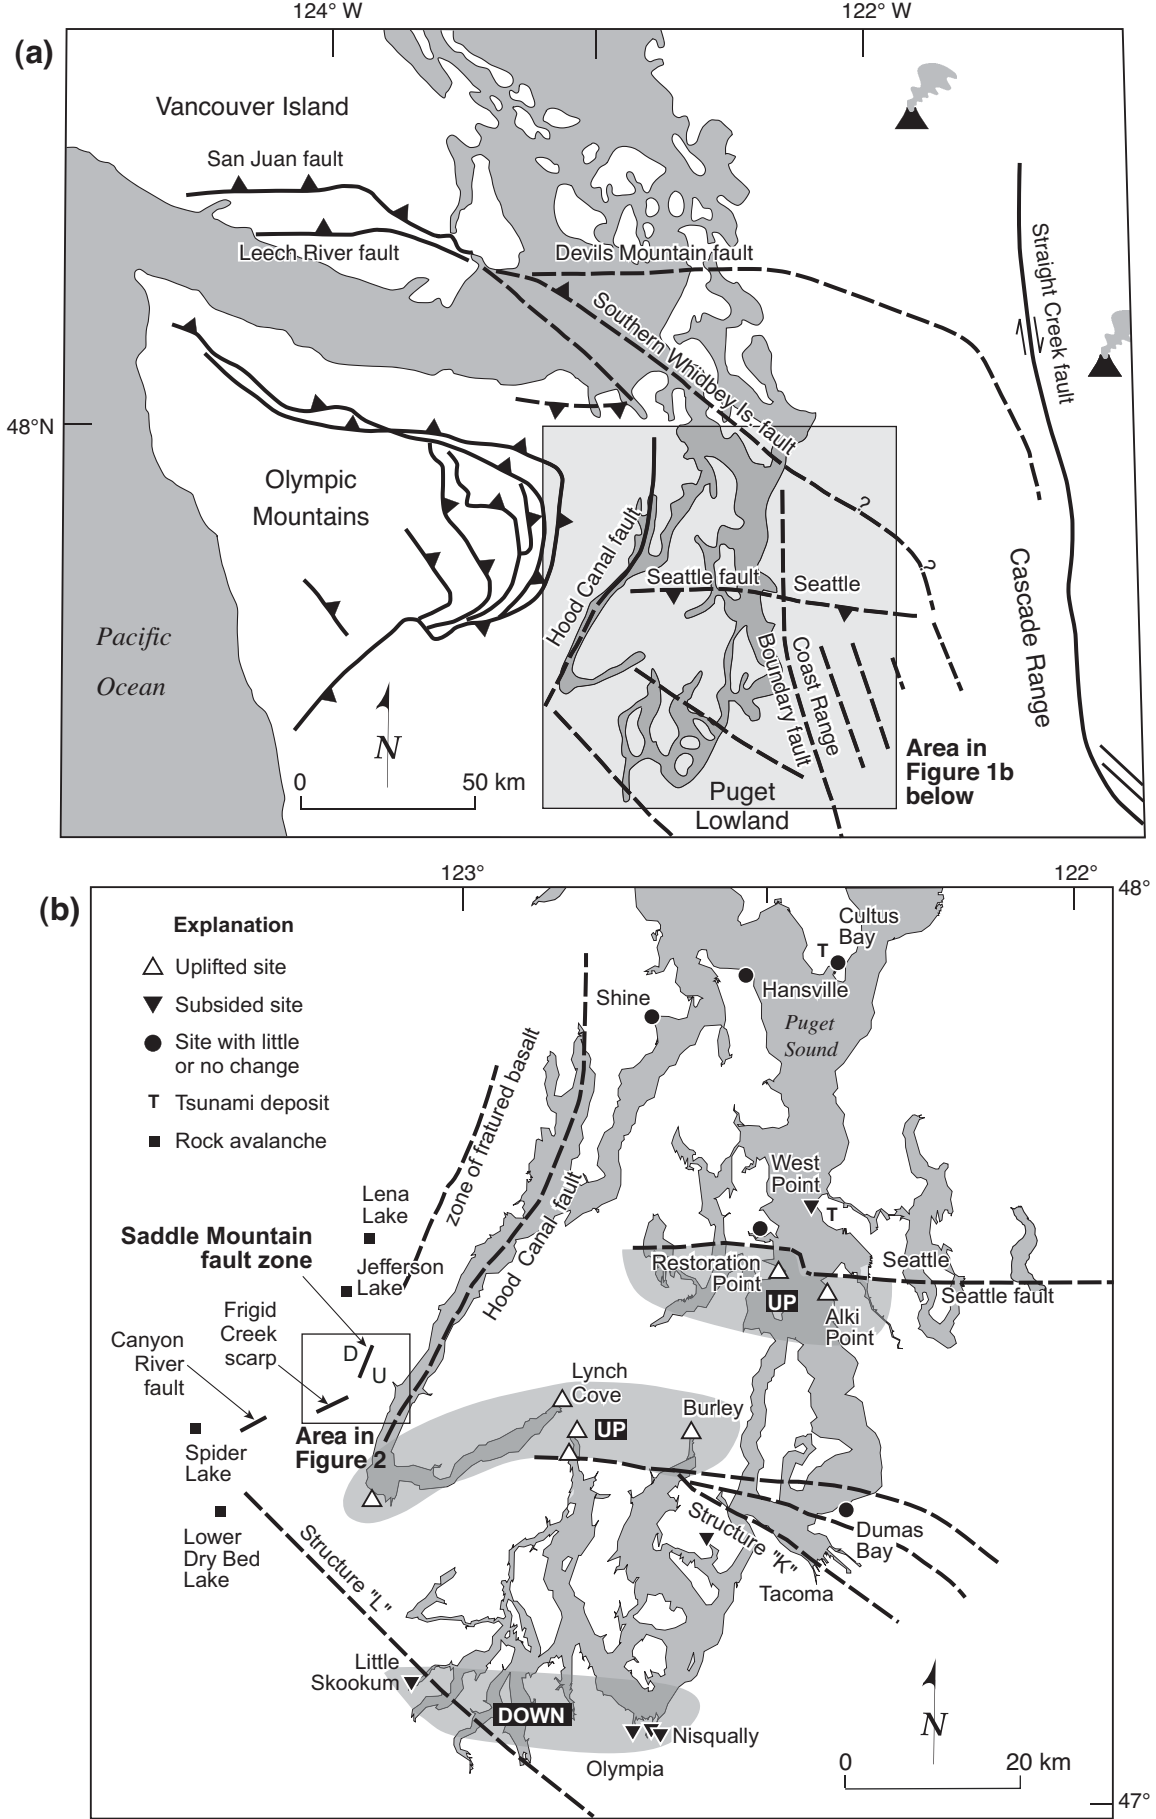 124° W
122° W
(a)
Vancouver Island
San Juan fault
Leech River fault
Devils Mountain fault
Southern Whidbey Is. fault
Straight Creek fault
48°N
Olympic
Mountains
Hood Canal fault
?
?
Seattle fault
Seattle
Pacific
Ocean
Coast Range
Boundary fault
Cascade Range
N
0
50 km
Area in
Figure 1b
below
Puget
Lowland
123°
122°
48°
(b)
Explanation
Uplifted site
Subsided site
Site with little
or no change
T
Tsunami deposit
Rock avalanche
Cultus
Bay
T
Hansville
Shine
Puget
Sound
zone of fratured basalt
Hood Canal fault
West
Point
T
Lena
Lake
Saddle Mountain
fault zone
Jefferson
Lake
Restoration
Point
UP
Seattle
Seattle fault
Alki
Point
Frigid
Creek
scarp
Canyon
River
fault
D
U
Lynch
Cove
UP
Burley
Area in
Figure 2
Spider
Lake
Lower
Dry Bed
Lake
Structure "L"
Structure "K"
Dumas
Bay
Tacoma
Little
Skookum
DOWN
Nisqually
Olympia
N
0
20 km
47°